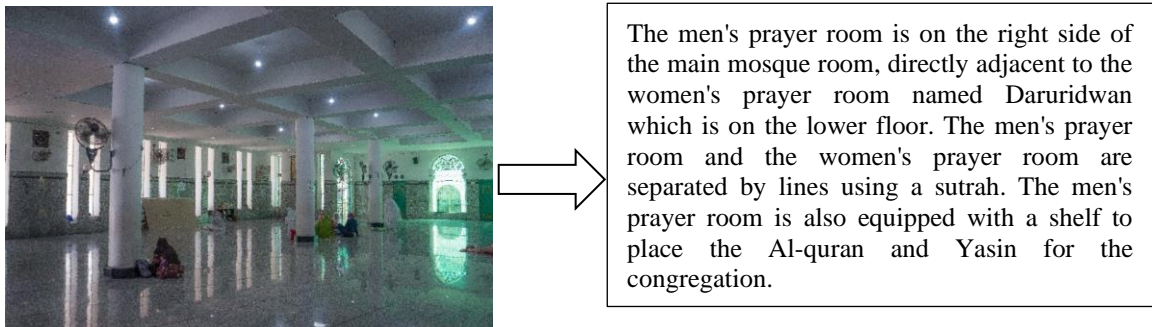 The men's prayer room is on the right side of
the main mosque room, directly adjacent to the
women's prayer room named Daruridwan
which is on the lower floor. The men's prayer
room and the women's prayer room are
separated by lines using a sutrah. The men's
prayer room is also equipped with a shelf to
place the Al-quran and Yasin for the
congregation.